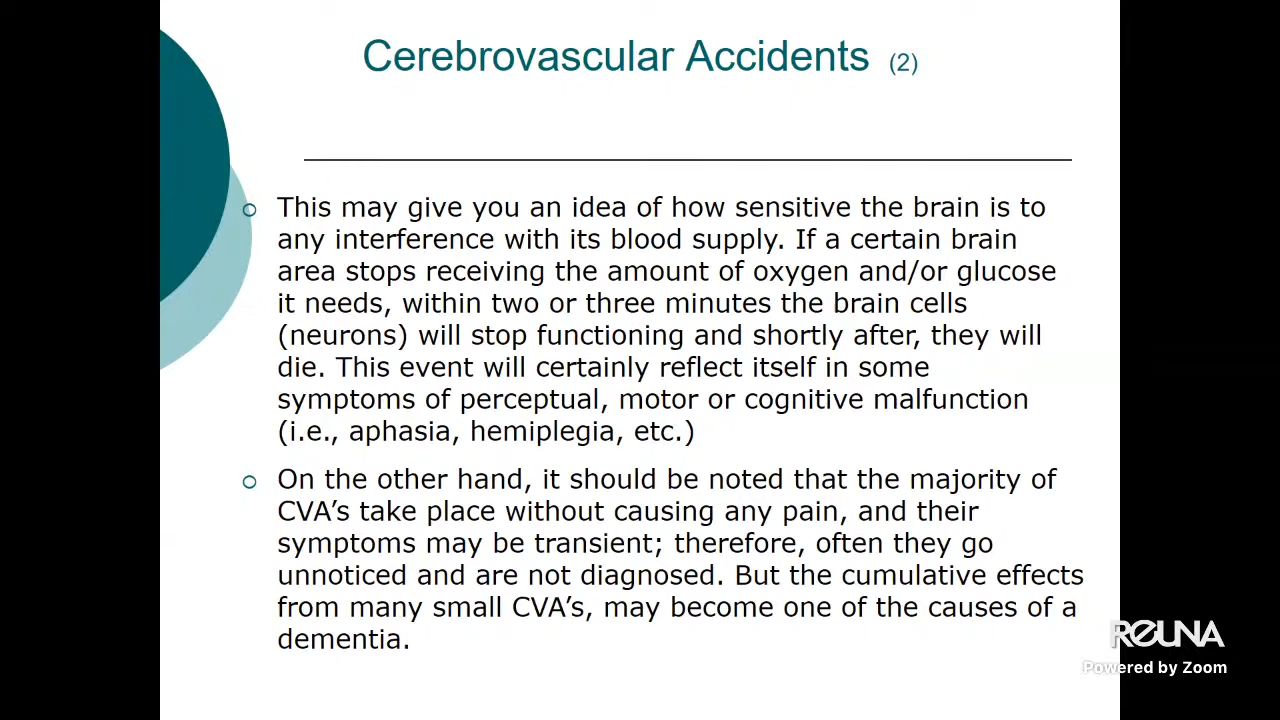 Cerebrovascular Accidents (2)
This may give you an idea of how sensitive the brain is to
any interference with its blood supply. If a certain brain
area stops receiving the amount of oxygen and/or glucose
it needs, within two or three minutes the brain cells
(neurons) will stop functioning and shortly after, they will
die. This event will certainly reflect itself in some
symptoms of perceptual, motor or cognitive malfunction
(i.e., aphasia, hemiplegia, etc.)
On the other hand, it should be noted that the majority of
CVA’s take place without causing any pain, and their
symptoms may be transient; therefore, often they go
unnoticed and are not diagnosed. But the cumulative effects
from many small CVA’s, may become one of the causes of a
dementia.
REUNA
Powered by Zoom